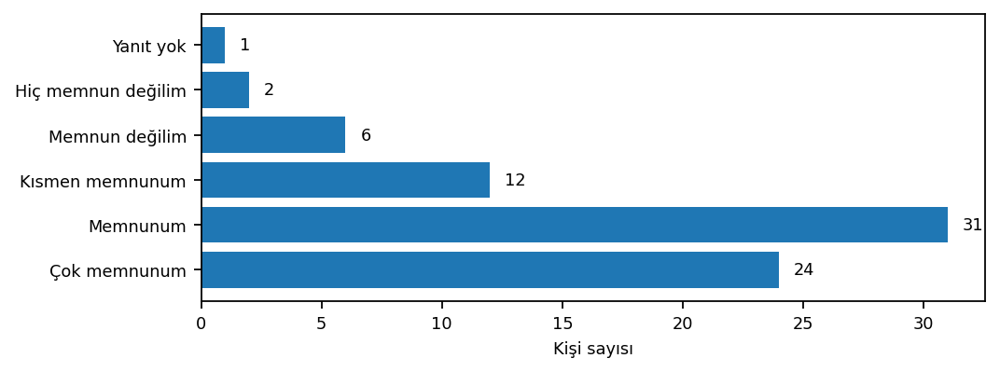 Yanıt yok 1
Hiç memnun değilim 2
Memnun değilim 6
Kısmen memnunum 12
Memnunum 31
Çok memnunum 24
0 5 10 15 20 25 30
Kişi sayısı